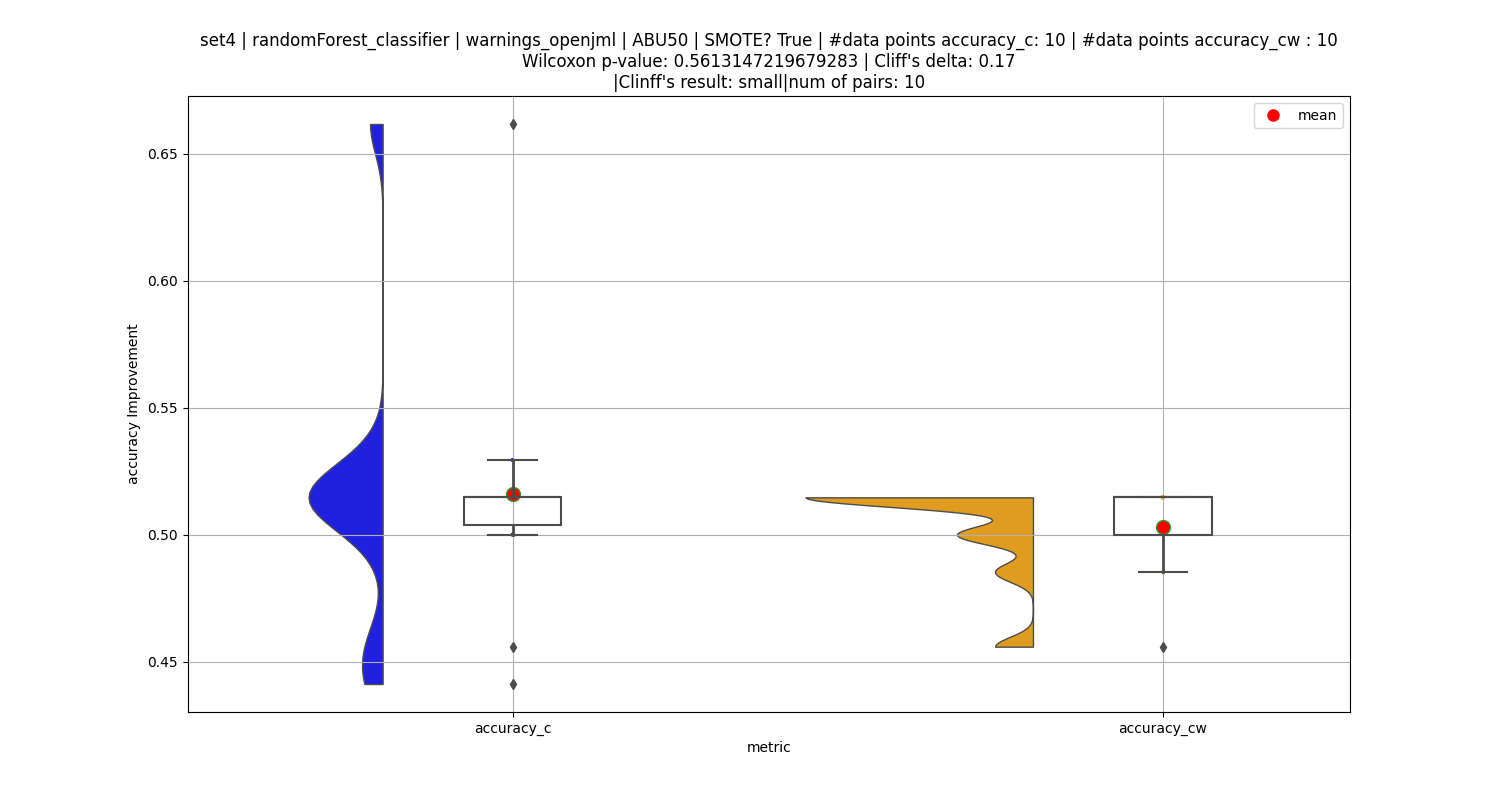 set4 | randomForest_classifier | warnings_openjml | ABU50 | SMOTE? True | #data points accuracy_c: 10 | #data points accuracy_cw : 10
Wilcoxon p-value: 0.5613147219679283 | Cliff's delta: 0.17
|Clinff's result: small|num of pairs: 10
mean
accuracy Improvement
0.65
0.60
0.55
0.50
0.45
accuracy_c
accuracy_cw
metric